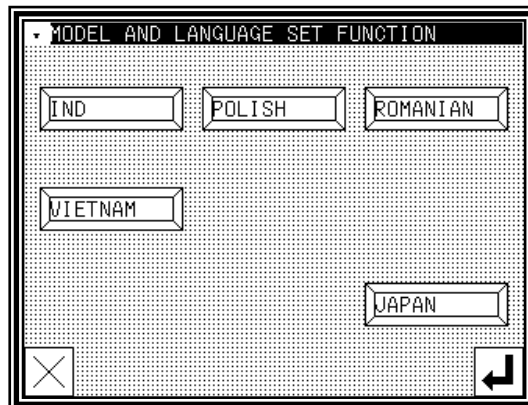 MODEL AND LANGUAGE SET FUNCTION
IND POLISH ROMANIAN
VIETNAM
JAPAN